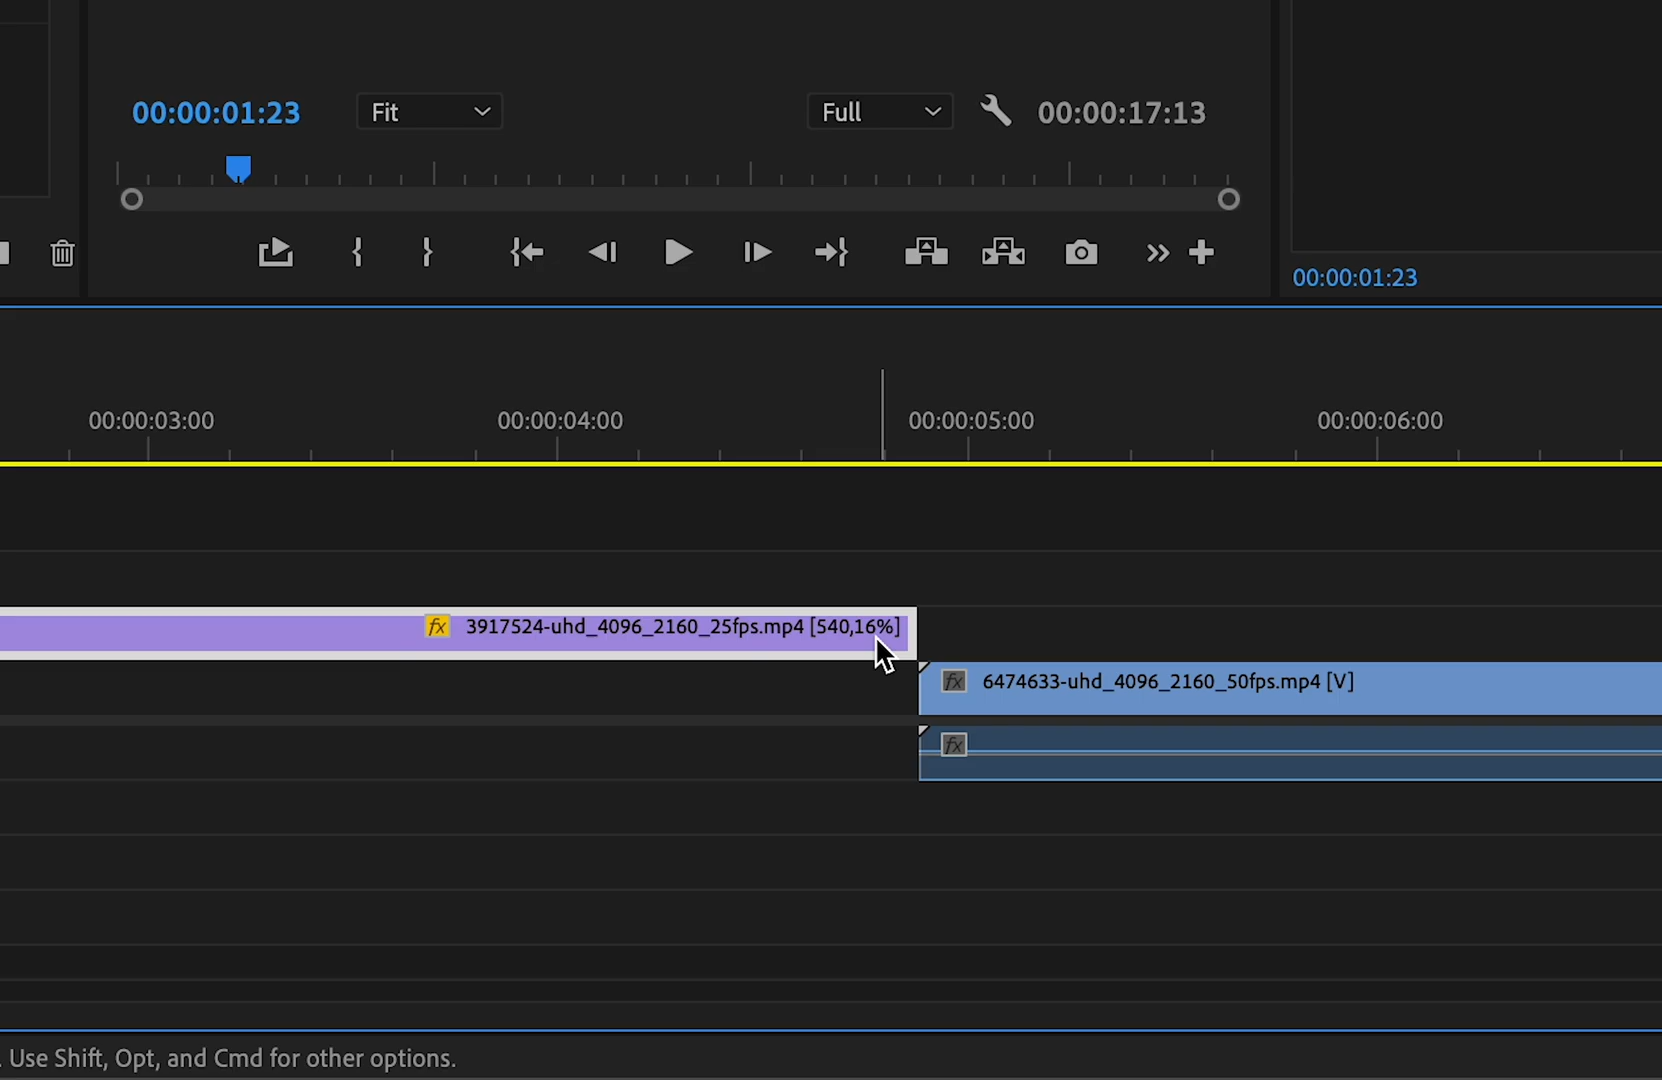 00:00:01:23
Fit
Full
00:00:17:13
00:00:01:23
00:00:03:00
00:00:04:00
00:00:05:00
00:00:06:00
fx 3917524-uhd_4096_2160_25fps.mp4 [540,16%]
fx 6474633-uhd_4096_2160_50fps.mp4 [V]
fx
. Use Shift, Opt, and Cmd for other options.